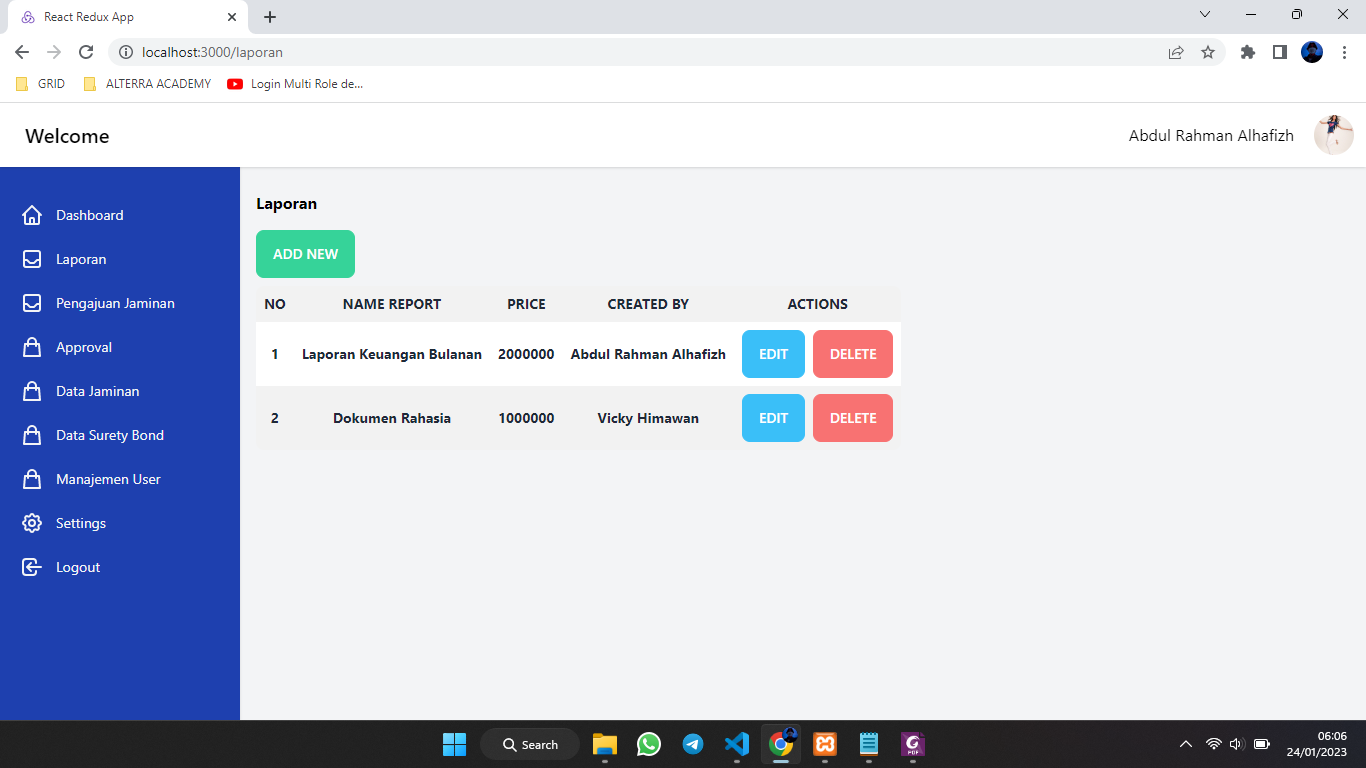 React Redux App
localhost:3000/laporan
GRID ALTERRA ACADEMY Login Multi Role de...
Welcome
Abdul Rahman Alhafizh
Dashboard
Laporan
Pengajuan Jaminan
Approval
Data Jaminan
Data Surety Bond
Manajemen User
Settings
Logout
Laporan
ADD NEW
NO NAME REPORT PRICE CREATED BY ACTIONS
1 Laporan Keuangan Bulanan 2000000 Abdul Rahman Alhafizh EDIT DELETE
2 Dokumen Rahasia 1000000 Vicky Himawan EDIT DELETE
Search
PDF
06:06
24/01/2023